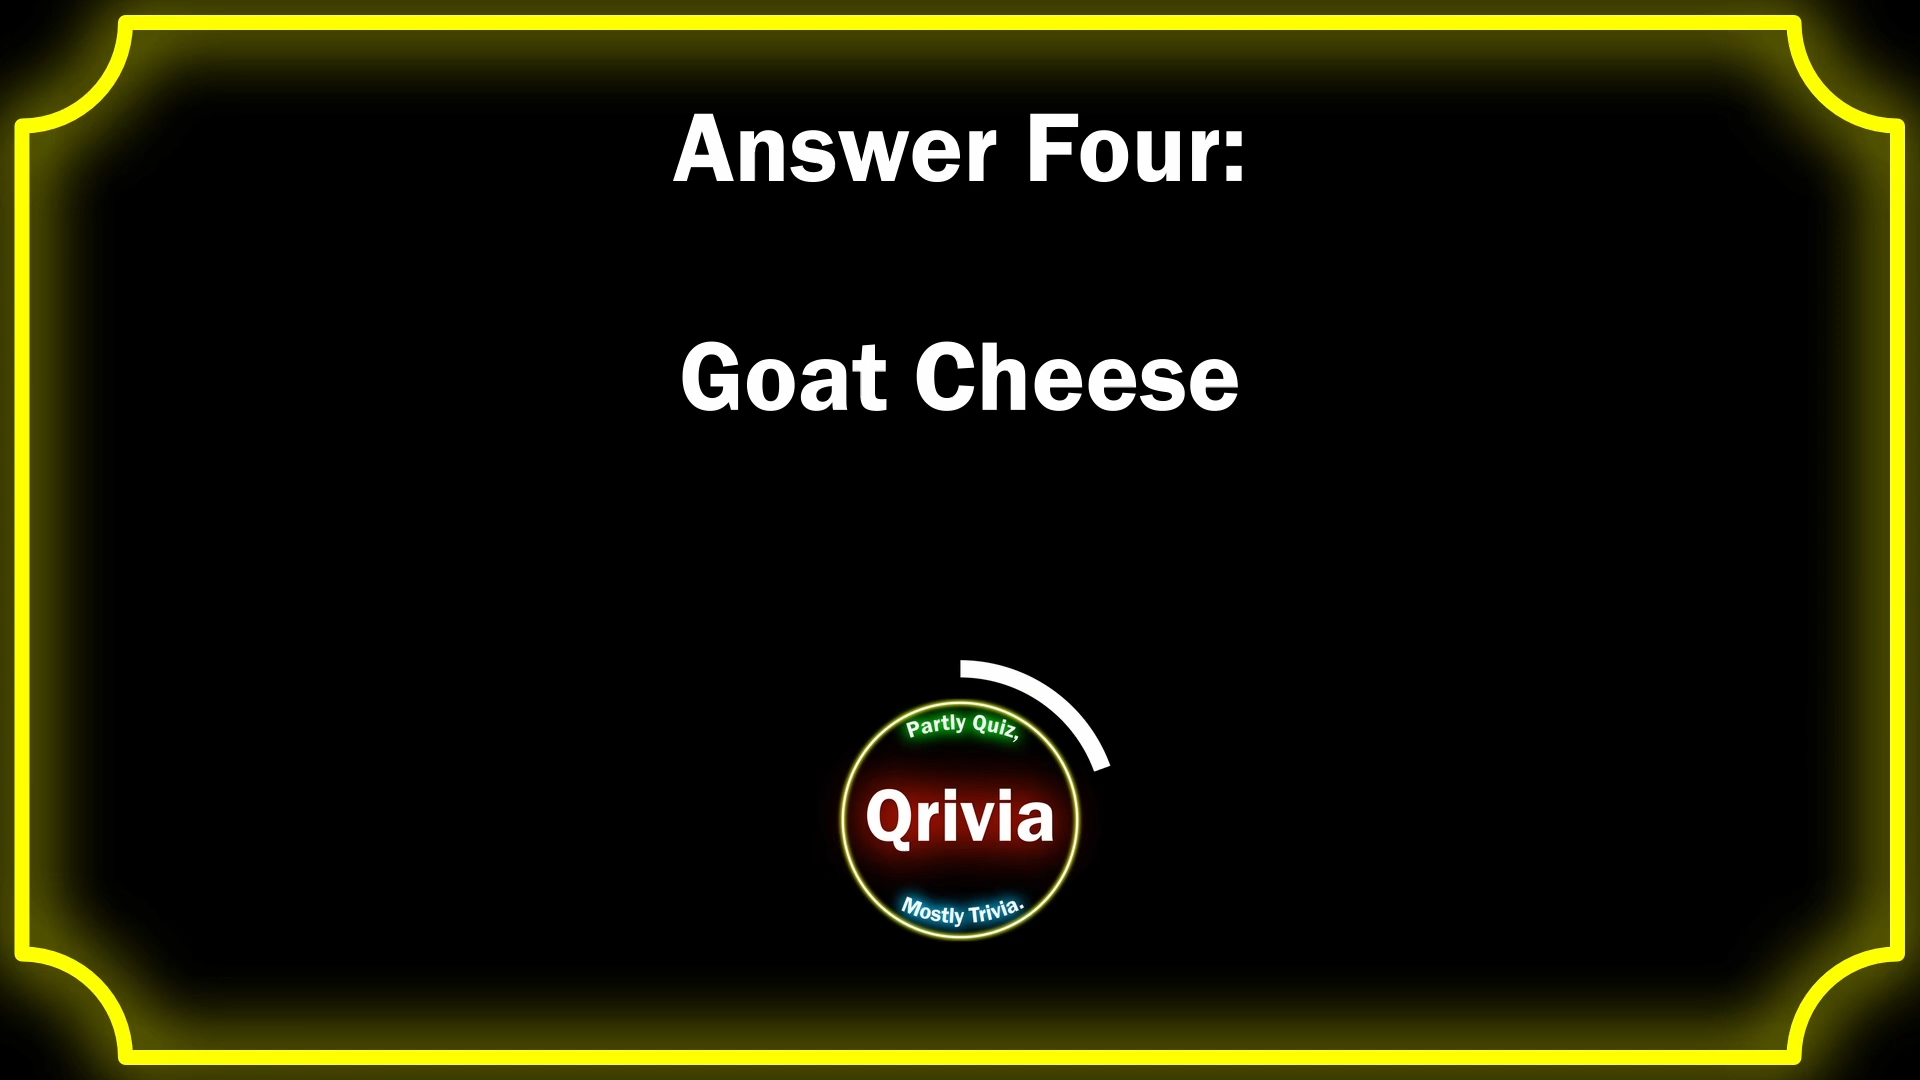 Answer Four:
Goat Cheese
Partly Quiz,
Qrivia
Mostly Trivia.